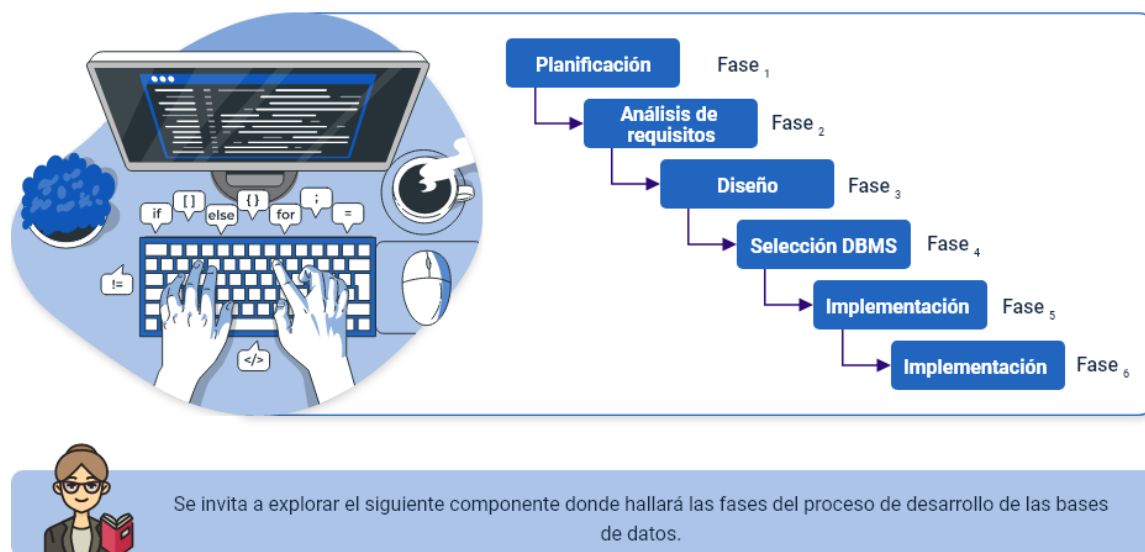 Planificación
Fase 1
Análisis de
requisitos
Fase 2
Diseño
Fase 3
Selección DBMS
Fase 4
Implementación
Fase 5
Implementación
Fase 6
if
[]
else
{}
for
;
=
!=
</>
Se invita a explorar el siguiente componente donde hallará las fases del proceso de desarrollo de las bases
de datos.